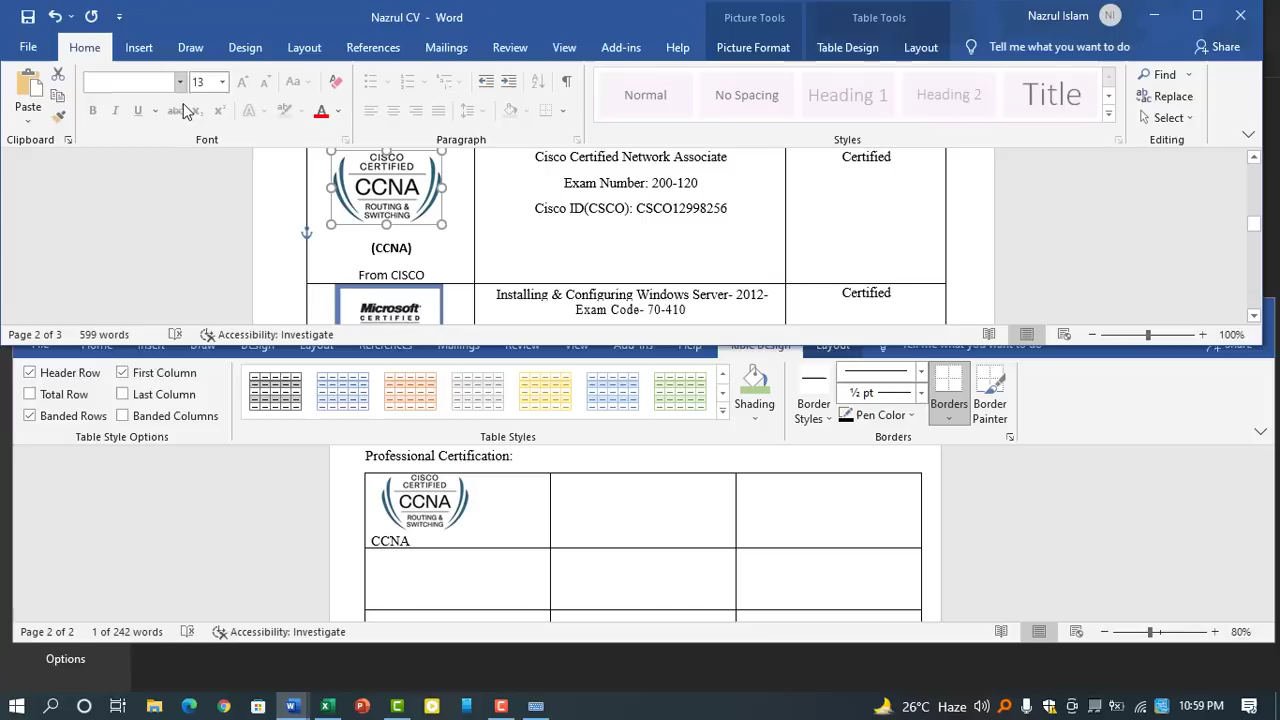 Nazrul CV - Word
Picture Tools
Table Tools
Nazrul Islam
NI
File
Home
Insert
Draw
Design
Layout
References
Mailings
Review
View
Add-ins
Help
Picture Format
Table Design
Layout
Tell me what you want to do
Share
Paste
13
Aa
B
I
U
abc
A
Clipboard
Font
Paragraph
Normal
No Spacing
Heading 1
Heading 2
Title
Styles
Find
Replace
Select
Editing
CISCO
CERTIFIED
CCNA
ROUTING &
SWITCHING
(CCNA)
From CISCO
Cisco Certified Network Associate
Exam Number: 200-120
Cisco ID(CSCO): CSCO12998256
Certified
Microsoft
CERTIFIED
Installing & Configuring Windows Server- 2012-
Exam Code- 70-410
Certified
Page 2 of 3
599 words
Accessibility: Investigate
100%
Header Row
First Column
Total Row
Last Column
Banded Rows
Banded Columns
Table Style Options
Table Styles
Shading
Border
Styles
½ pt
Pen Color
Borders
Border
Painter
Borders
Professional Certification:
CISCO
CERTIFIED
CCNA
ROUTING &
SWITCHING
CCNA
Page 2 of 2
1 of 242 words
Accessibility: Investigate
80%
Options
26°C
Haze
10:59 PM